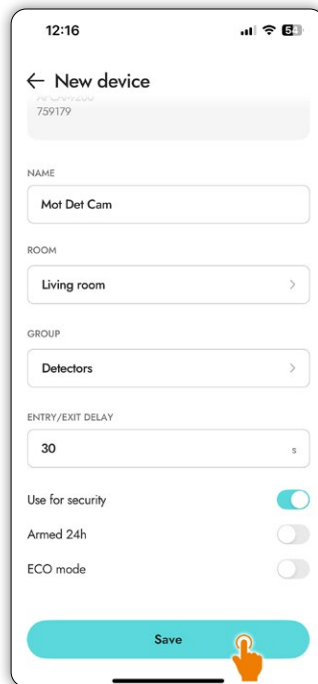 12:16
54
← New device
759179
NAME
Mot Det Cam
ROOM
Living room
GROUP
Detectors
ENTRY/EXIT DELAY
30 s
Use for security
Armed 24h
ECO mode
Save